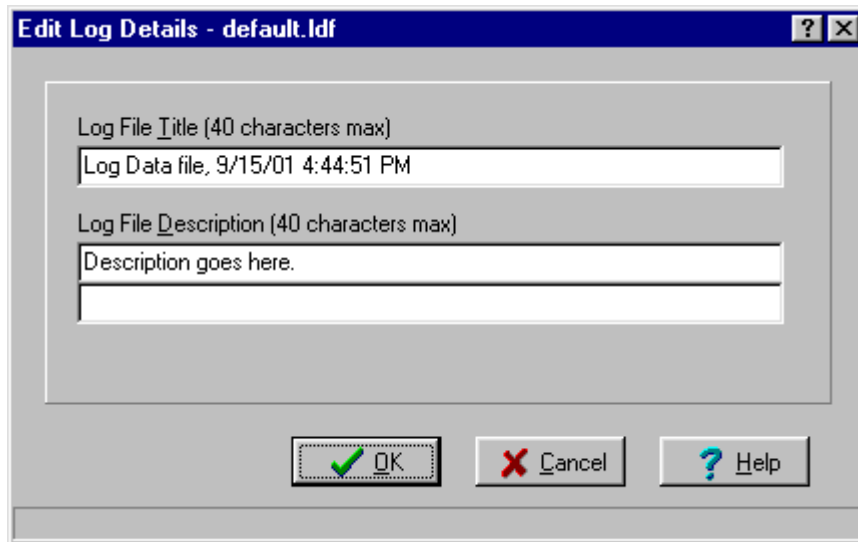 Edit Log Details - default.ldf
Log File Title (40 characters max)
Log Data file, 9/15/01 4:44:51 PM
Log File Description (40 characters max)
Description goes here.
OK Cancel Help